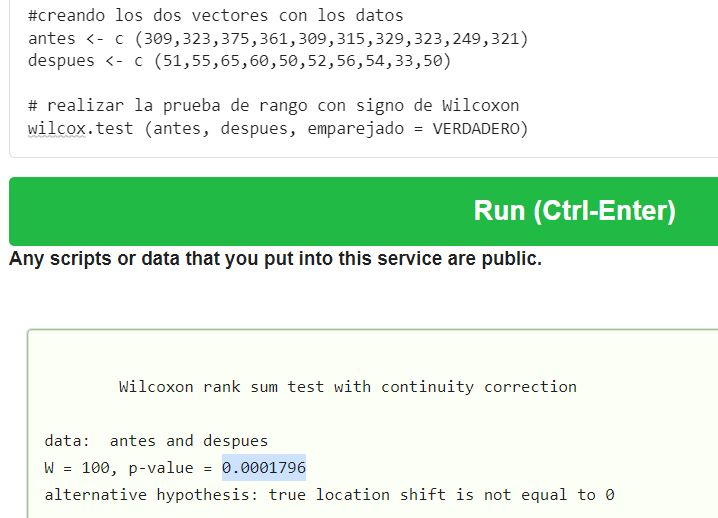 #creando los dos vectores con los datos
antes <- c (309,323,375,361,309,315,329,323,249,321)
despues <- c (51,55,65,60,50,52,56,54,33,50)
# realizar la prueba de rango con signo de Wilcoxon
wilcox.test (antes, despues, emparejado = VERDADERO)
Run (Ctrl-Enter)
Any scripts or data that you put into this service are public.
Wilcoxon rank sum test with continuity correction
data:  antes and despues
W = 100, p-value = 0.0001796
alternative hypothesis: true location shift is not equal to 0